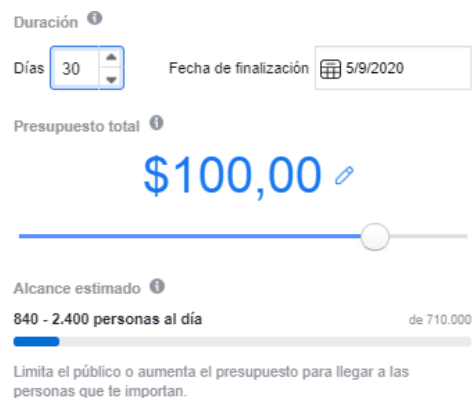 Duración
Días 30 Fecha de finalización 5/9/2020
Presupuesto total
$100,00
Alcance estimado
840 - 2.400 personas al día de 710.000
Limita el público o aumenta el presupuesto para llegar a las
personas que te importan.